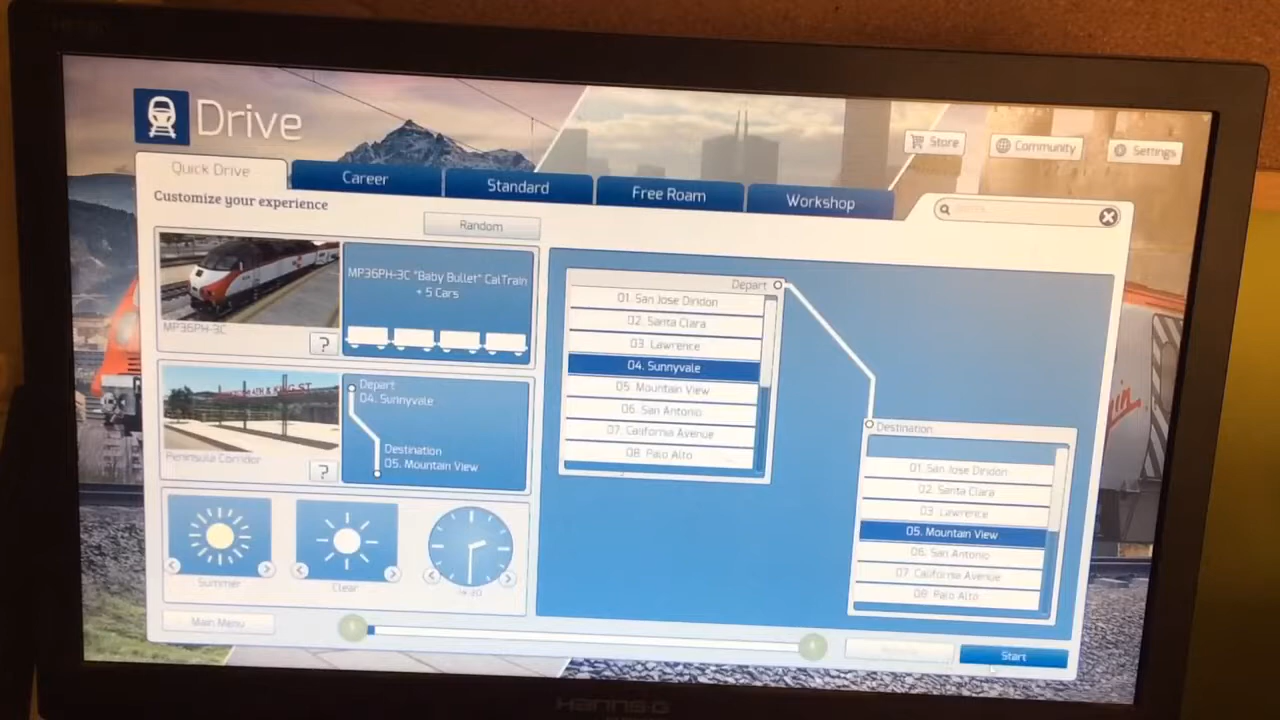 Drive
Store
Community
Settings
Quick Drive
Career
Standard
Free Roam
Workshop
Customize your experience
Random
MP36PH-3C "Baby Bullet" CalTrain
+ 5 Cars
MP36PH-3C
?
Depart
04. Sunnyvale
Destination
05. Mountain View
Peninsula Corridor
?
Summer
Clear
Depart
01. San Jose Diridon
02. Santa Clara
03. Lawrence
04. Sunnyvale
05. Mountain View
06. San Antonio
07. California Avenue
08. Palo Alto
Destination
01. San Jose Diridon
02. Santa Clara
03. Lawrence
05. Mountain View
06. San Antonio
07. California Avenue
08. Palo Alto
Main Menu
Start
HANNS-G